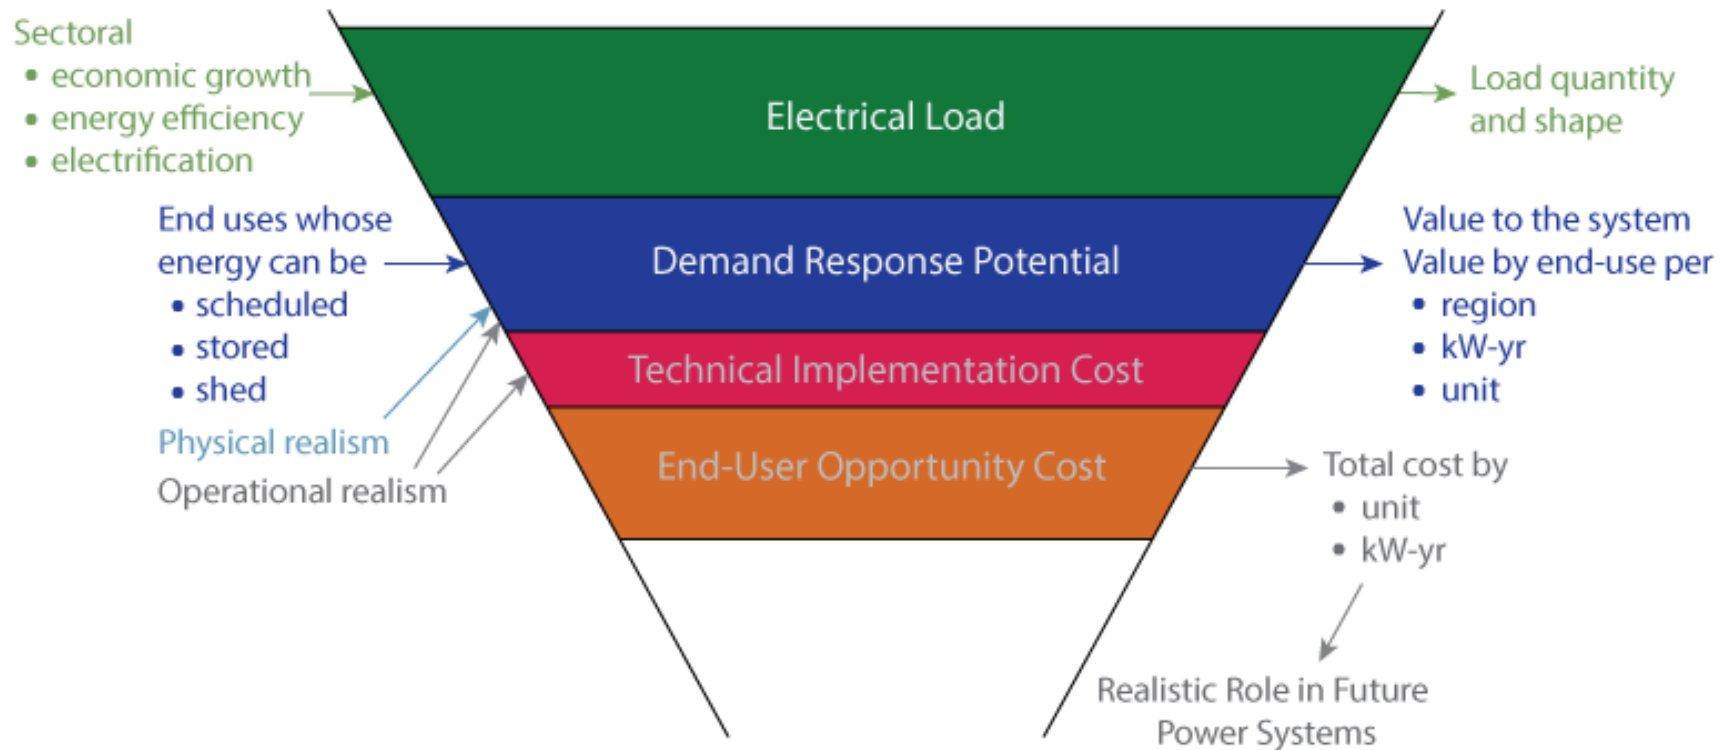 Sectoral
• economic growth
• energy efficiency
• electrification
Electrical Load
Load quantity
and shape
End uses whose
energy can be
• scheduled
• stored
• shed
Physical realism
Operational realism
Demand Response Potential
Value to the system
Value by end-use per
• region
• kW-yr
• unit
Technical Implementation Cost
End-User Opportunity Cost
Total cost by
• unit
• kW-yr
Realistic Role in Future
Power Systems